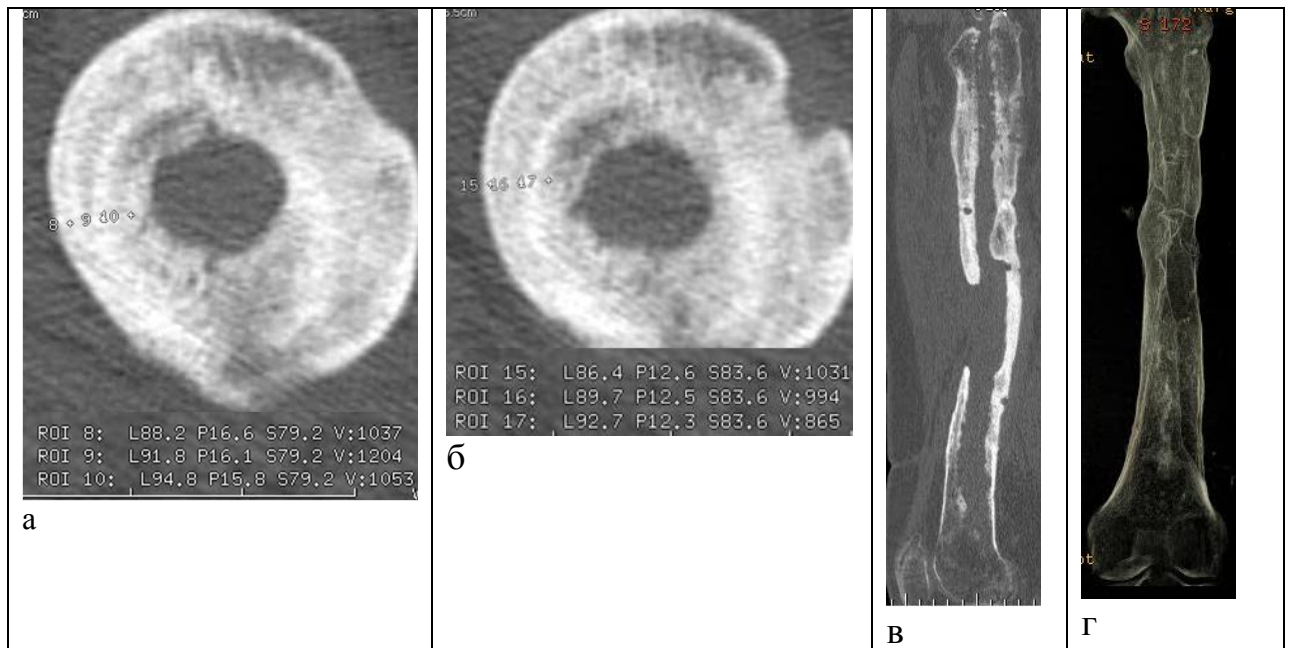 cm
8 9 10
ROI 8: L88.2 P16.6 S79.2 V:1037
ROI 9: L91.8 P16.1 S79.2 V:1204
ROI 10: L94.8 P15.8 S79.2 V:1053
а
.5cm
15 16 17
ROI 15: L86.4 P12.6 S83.6 V:1031
ROI 16: L89.7 P12.5 S83.6 V:994
ROI 17: L92.7 P12.3 S83.6 V:865
б
в
S 172
г